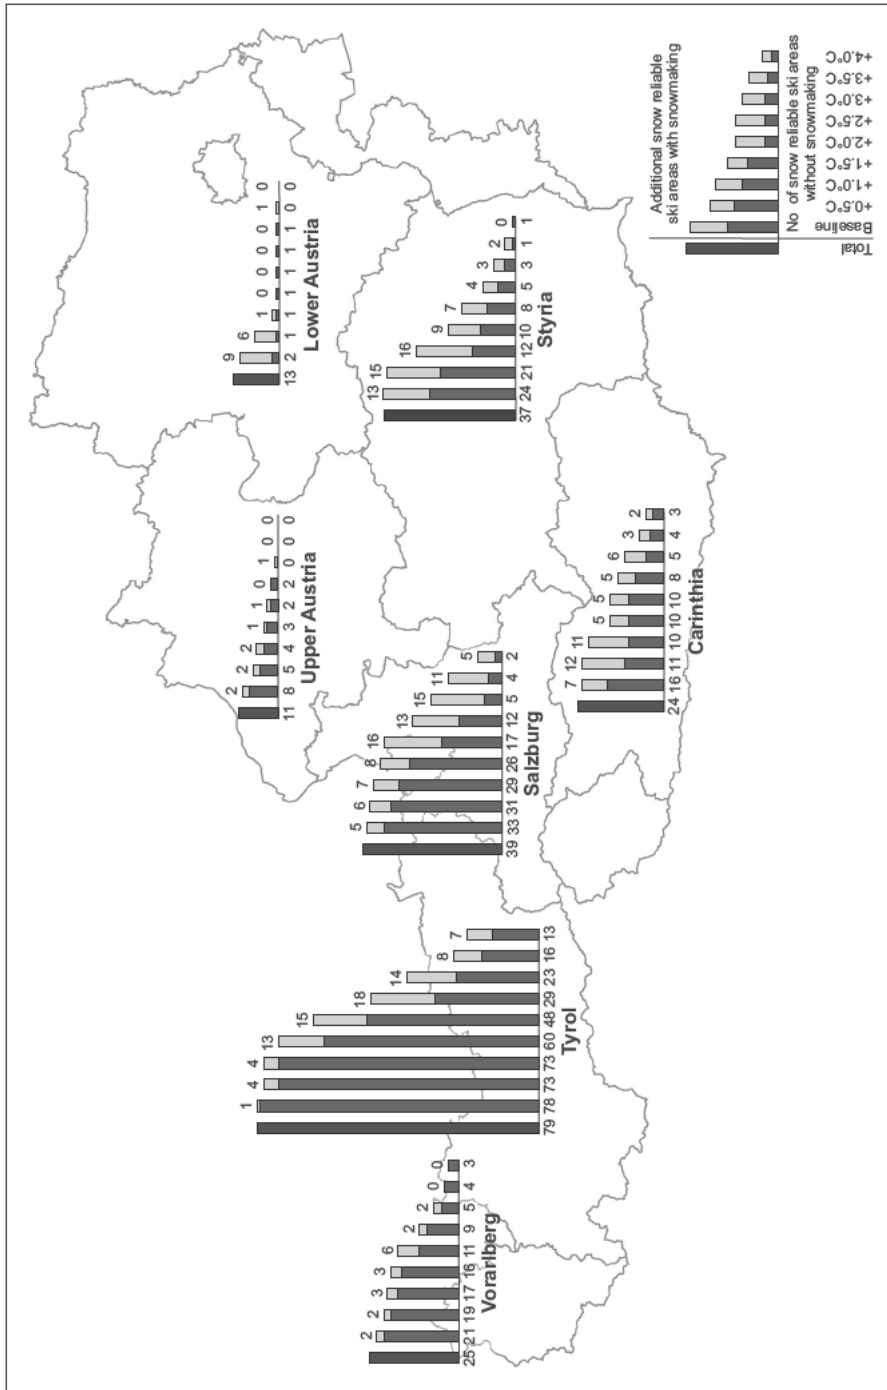 2 2 3 3 6 2 2 0 0
25 21 19 17 16 11 9 5 4 3
Vorarlberg
1 4 4 13 15 18 14 8 7
79 78 73 73 60 48 29 23 16 13
Tyrol
5 6 7 8 16 13 15 11 5
39 33 31 29 26 17 12 5 4 2
Salzburg
2 2 2 1 1 0 1 0 0
11 8 5 4 3 2 2 0 0 0
Upper Austria
9 6 1 0 0 0 0 1 0
13 2 1 1 1 1 1 1 0 0
Lower Austria
13 15 16 9 7 4 3 2 0
37 24 21 12 10 8 5 3 1 1
Styria
7 12 11 5 5 5 6 3 2
24 16 11 10 10 10 8 5 4 3
Carinthia
Additional snow reliable
ski areas with snowmaking
No of snow reliable ski areas
without snowmaking
Total
Baseline
+0.5°C
+1.0°C
+1.5°C
+2.0°C
+2.5°C
+3.0°C
+3.5°C
+4.0°C